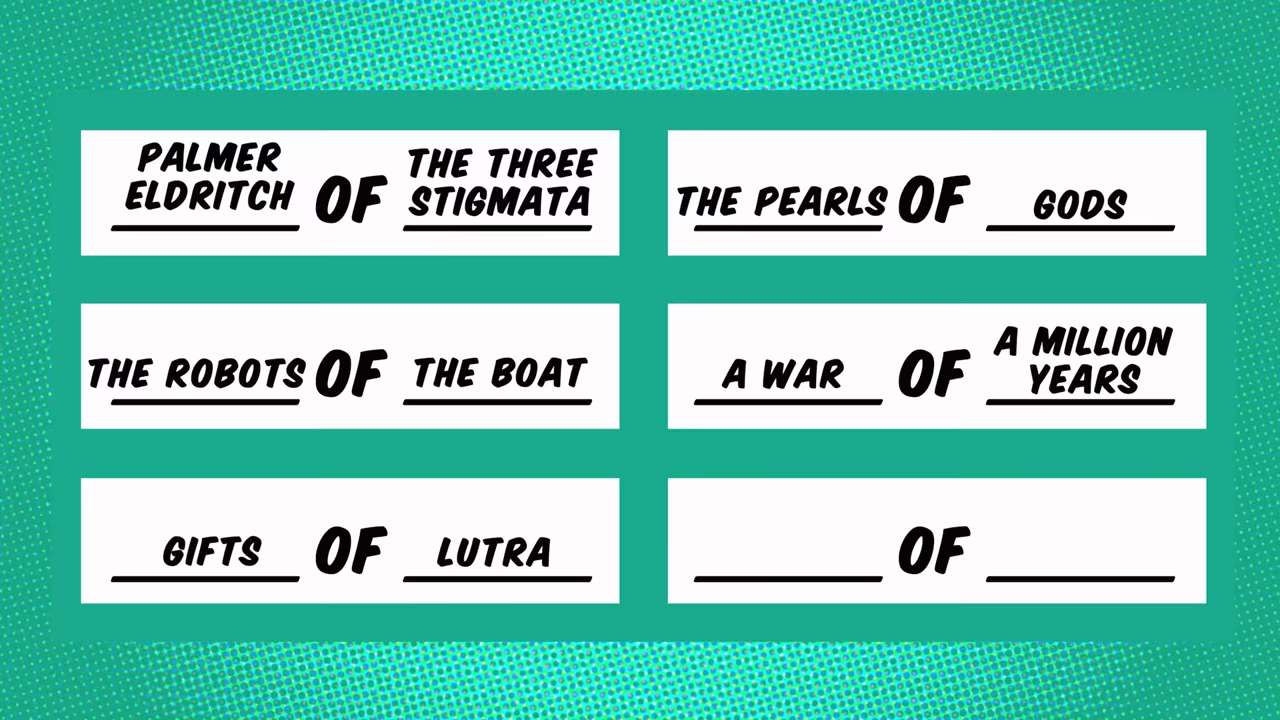 PALMER ELDRITCH OF THE THREE STIGMATA
THE PEARLS OF GODS
THE ROBOTS OF THE BOAT
A WAR OF A MILLION YEARS
GIFTS OF LUTRA
OF